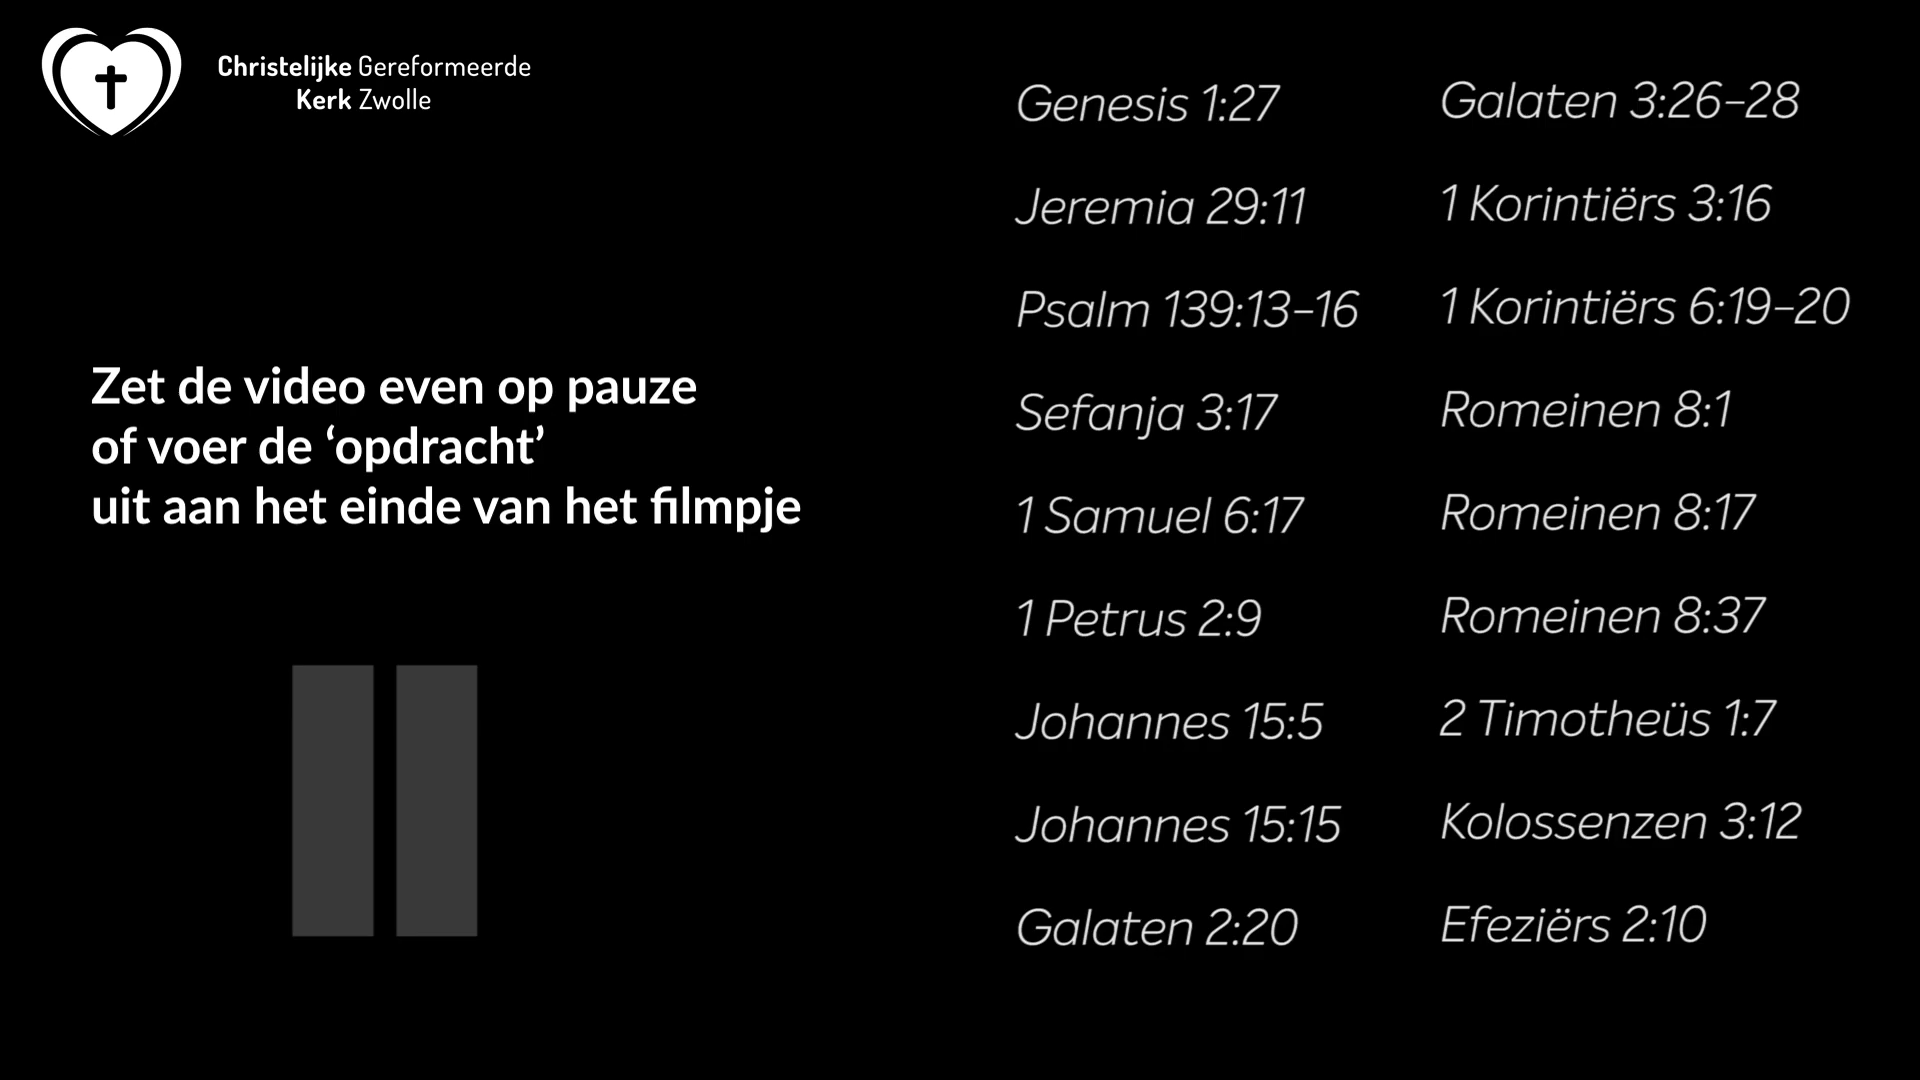 Christelijke Gereformeerde
Kerk Zwolle
Zet de video even op pauze
of voer de ‘opdracht’
uit aan het einde van het filmpje
Genesis 1:27
Jeremia 29:11
Psalm 139:13–16
Sefanja 3:17
1 Samuel 6:17
1 Petrus 2:9
Johannes 15:5
Johannes 15:15
Galaten 2:20
Galaten 3:26–28
1 Korintiërs 3:16
1 Korintiërs 6:19–20
Romeinen 8:1
Romeinen 8:17
Romeinen 8:37
2 Timotheüs 1:7
Kolossenzen 3:12
Efeziërs 2:10